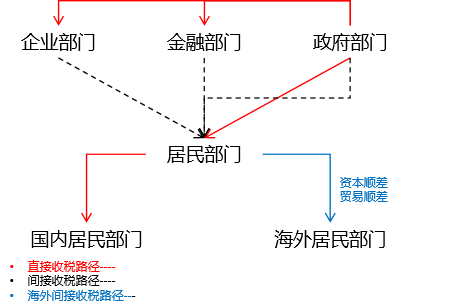 企业部门 金融部门 政府部门
居民部门
资本顺差
贸易顺差
国内居民部门 海外居民部门
• 直接收税路径----
• 间接收税路径----
• 海外间接收税路径---